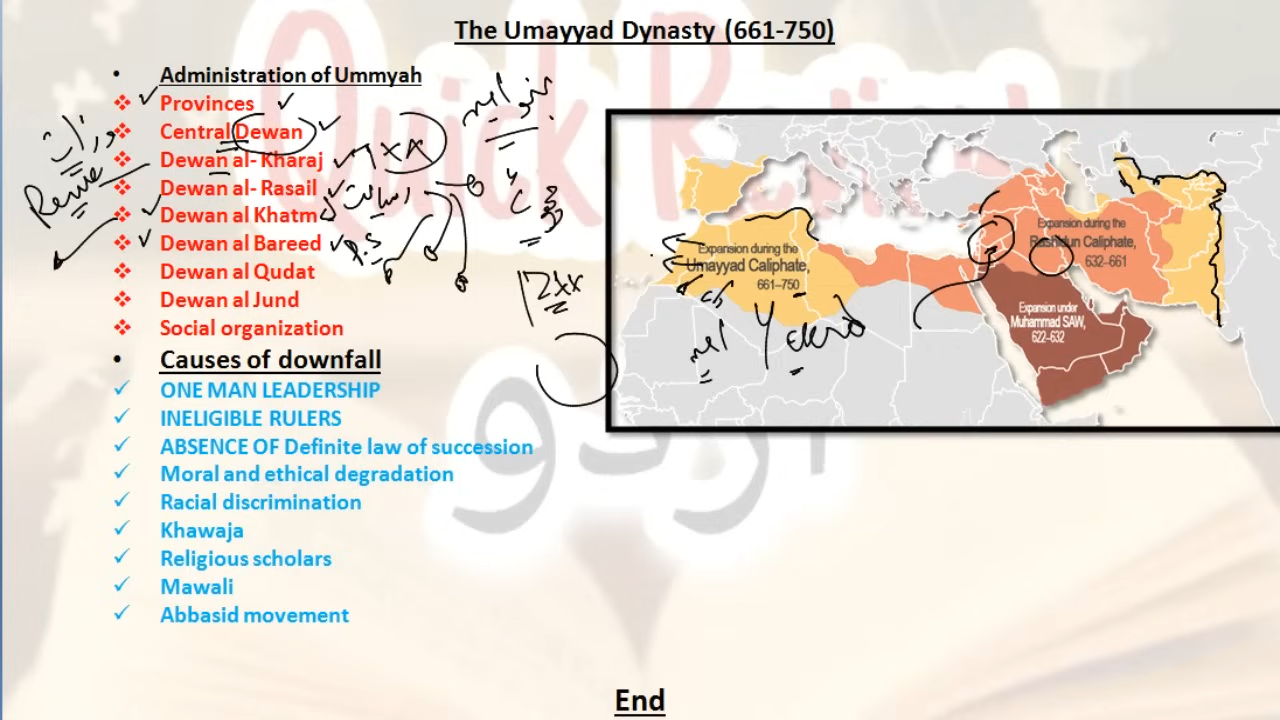 The Umayyad Dynasty (661-750)
Administration of Ummyah
Provinces
Central Dewan
Dewan al- Kharaj
Dewan al- Rasail
Dewan al Khatm
Dewan al Bareed
Dewan al Qudat
Dewan al Jund
Social organization
Causes of downfall
ONE MAN LEADERSHIP
INELIGIBLE RULERS
ABSENCE OF Definite law of succession
Moral and ethical degradation
Racial discrimination
Khawaja
Religious scholars
Mawali
Abbasid movement
Expansion during the
Umayyad Caliphate,
661–750
Expansion during the
Rashidun Caliphate,
632–661
Expansion under
Muhammad SAW,
622–632
P.S
Quick
اردو
End